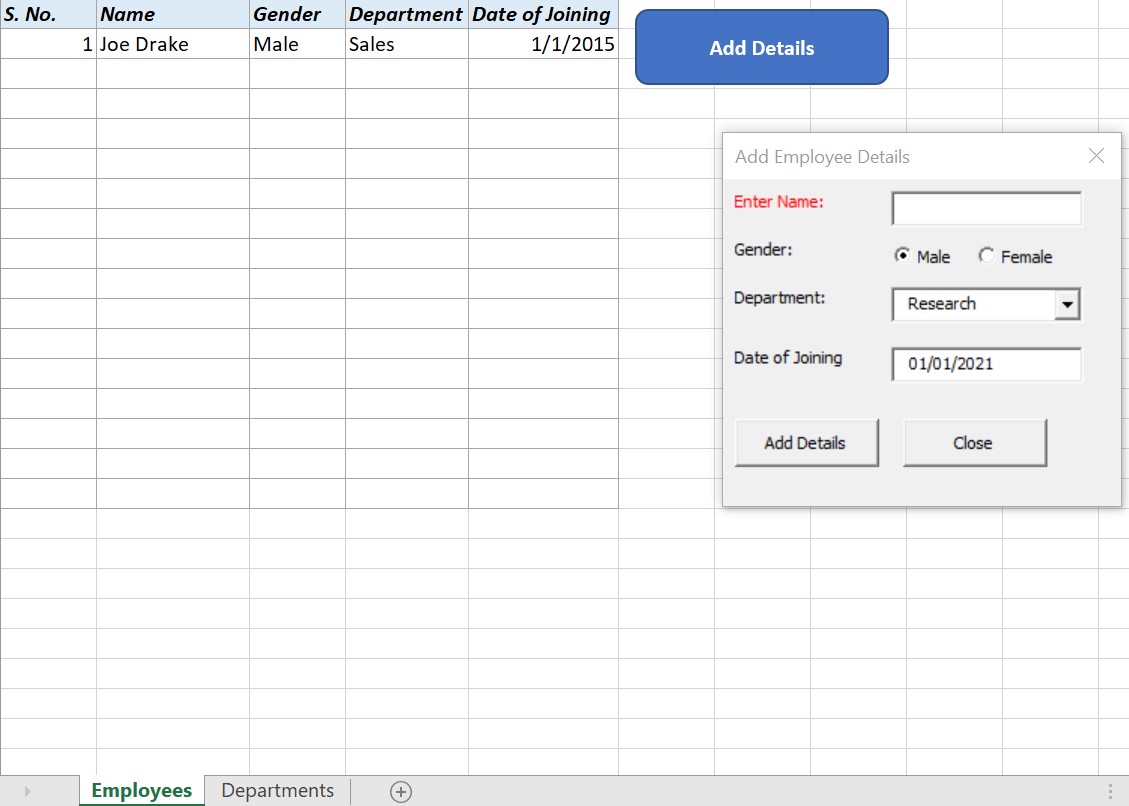 S. No. Name Gender Department Date of Joining
1 Joe Drake Male Sales 1/1/2015
Add Details
Add Employee Details
Enter Name:
Gender: Male Female
Department: Research
Date of Joining 01/01/2021
Add Details Close
Employees Departments